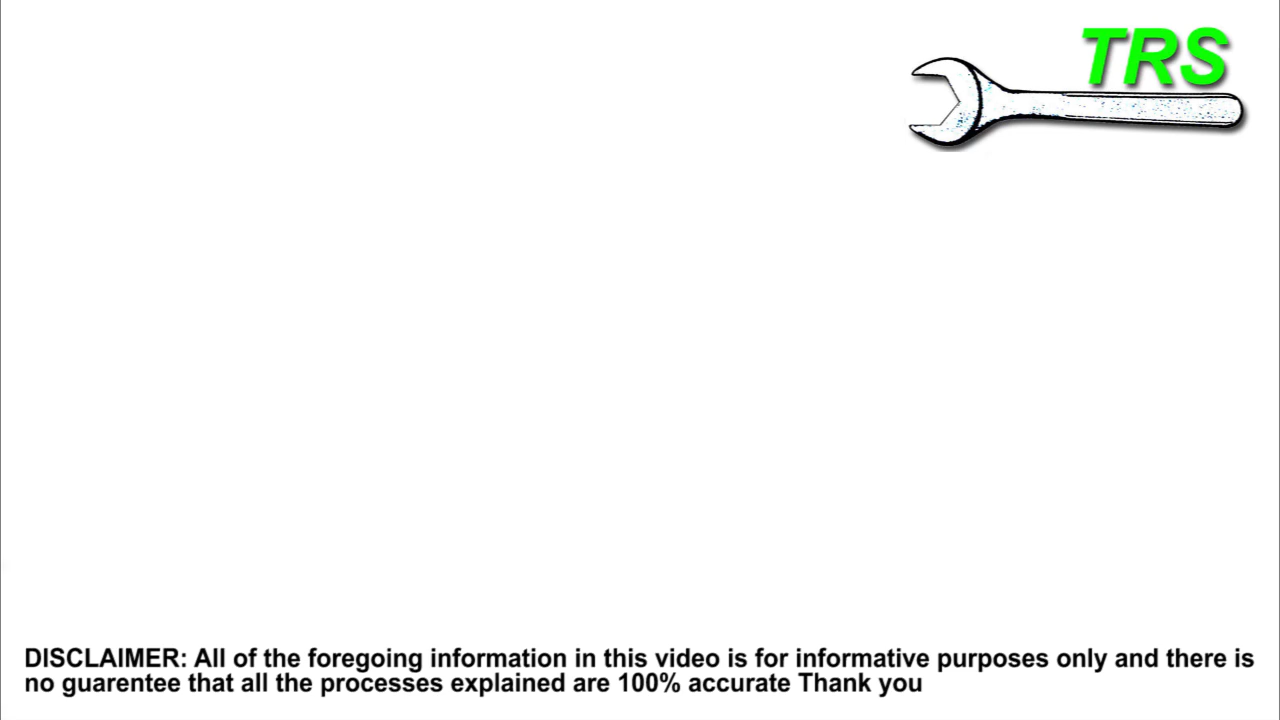 TRS
DISCLAIMER: All of the foregoing information in this video is for informative purposes only and there is
no guarentee that all the processes explained are 100% accurate Thank you